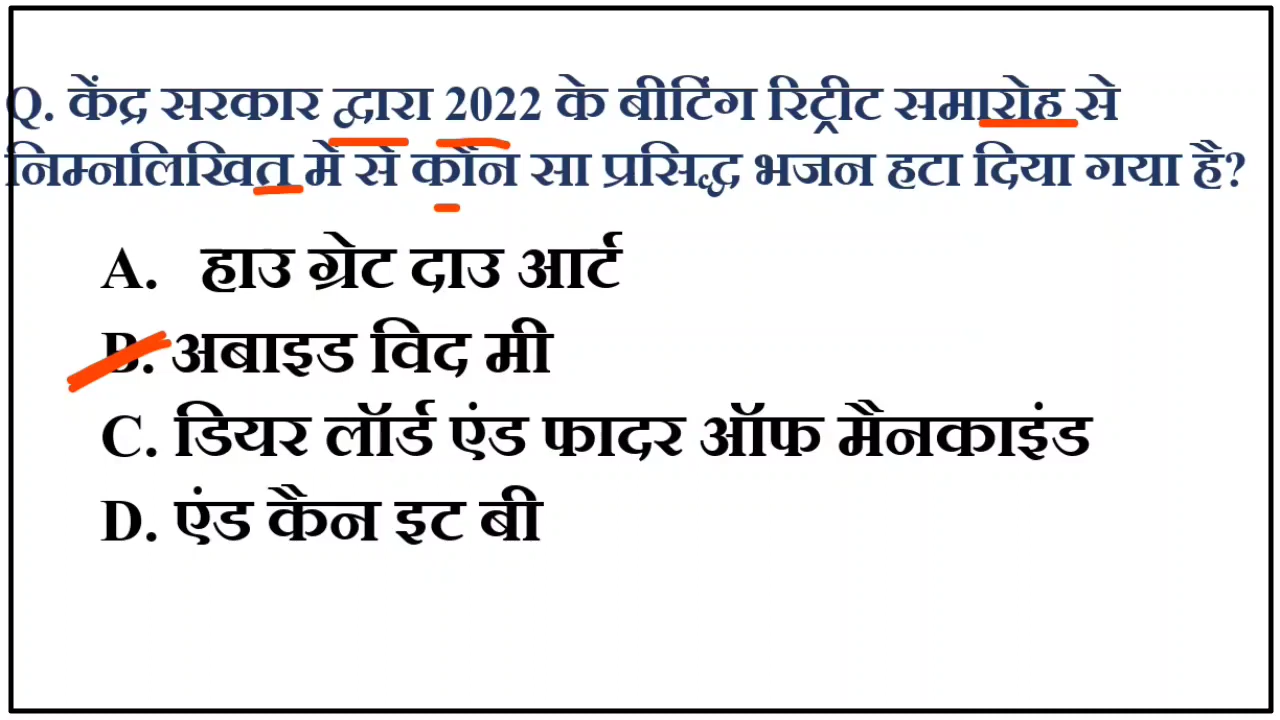 Q. केंद्र सरकार द्वारा 2022 के बीटिंग रिट्रीट समारोह से
निम्नलिखित में से कौन सा प्रसिद्ध भजन हटा दिया गया है?
A. हाउ ग्रेट दाउ आर्ट
B. अबाइड विद मी
C. डियर लॉर्ड एंड फादर ऑफ मैनकाइंड
D. एंड कैन इट बी